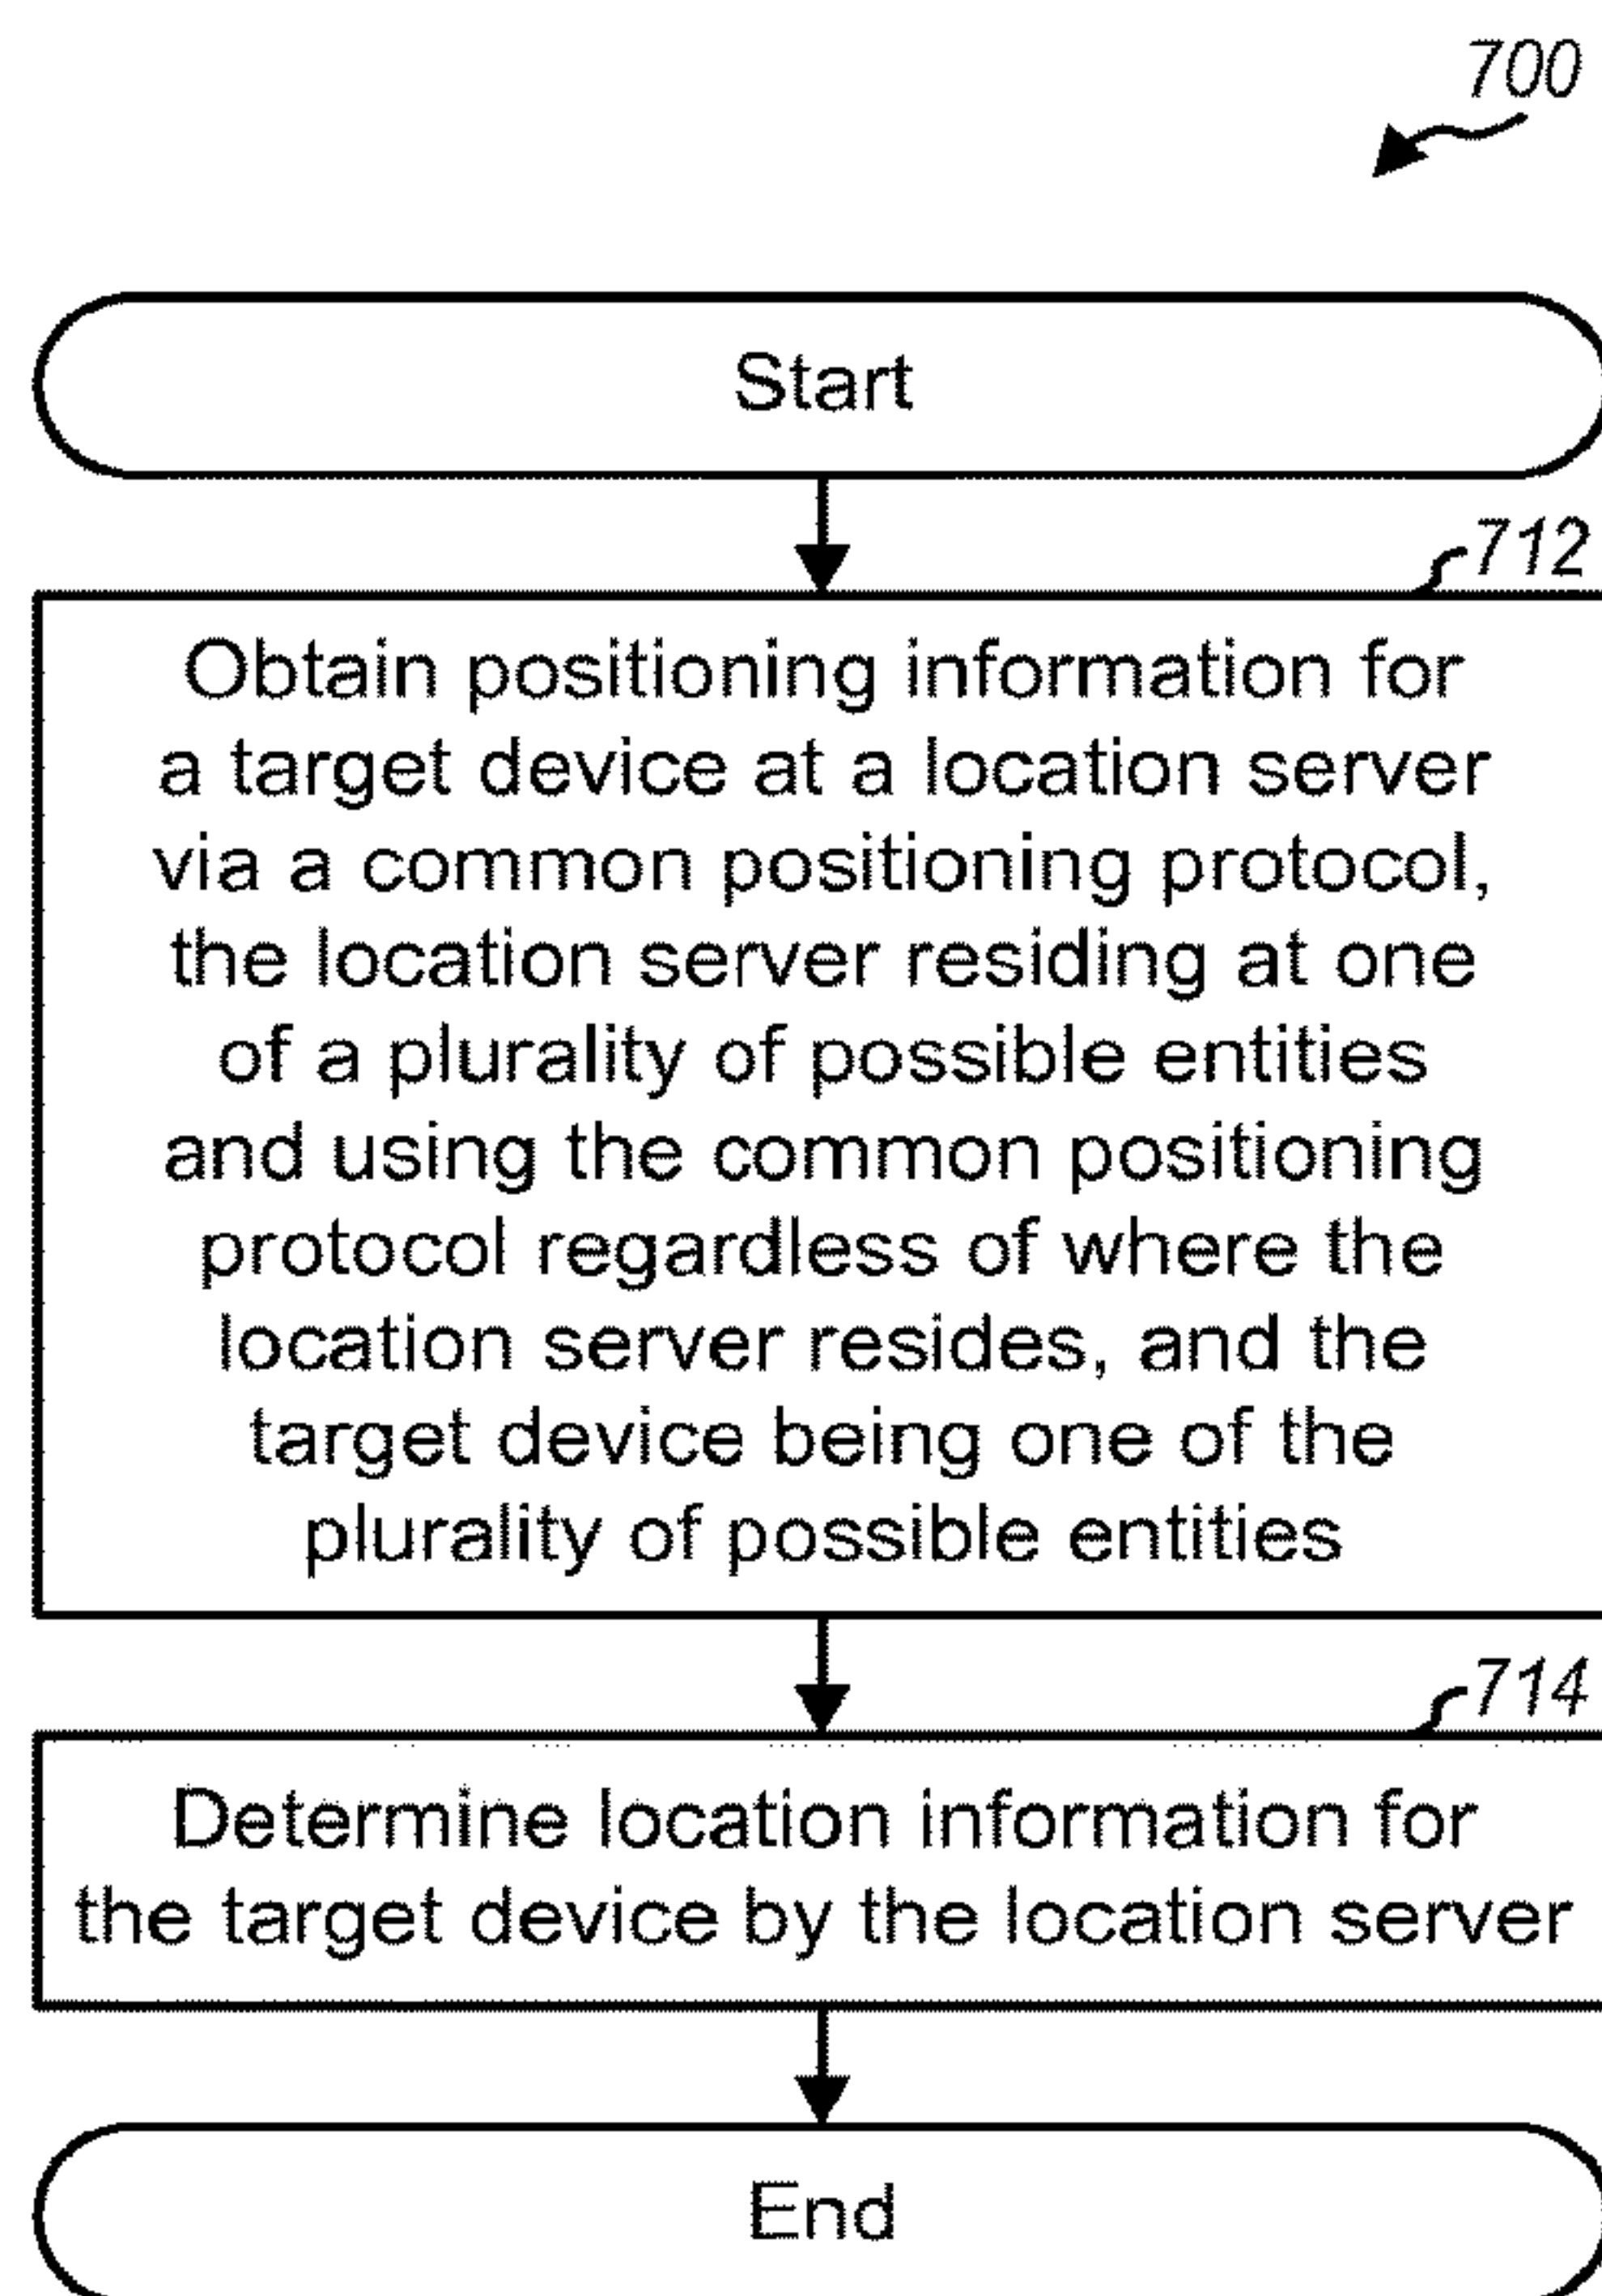 700
Start
712
Obtain positioning information for
a target device at a location server
via a common positioning protocol,
the location server residing at one
of a plurality of possible entities
and using the common positioning
protocol regardless of where the
location server resides, and the
target device being one of the
plurality of possible entities
714
Determine location information for
the target device by the location server
End